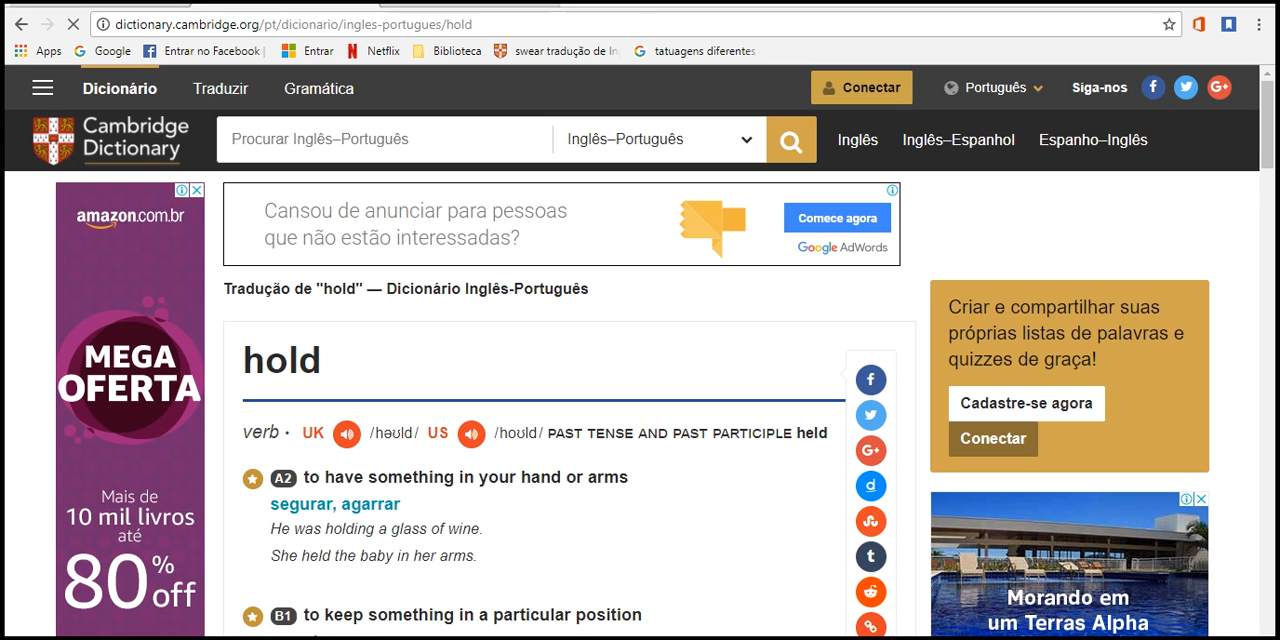 dictionary.cambridge.org/pt/dicionario/ingles-portugues/hold
Apps Google Entrar no Facebook | Entrar Netflix Biblioteca swear tradução de In tatuagens diferentes
Dicionário Traduzir Gramática Conectar Português Siga-nos
Cambridge
Dictionary
Procurar Inglês–Português Inglês–Português Inglês Inglês–Espanhol Espanho–Inglês
amazon.com.br
MEGA
OFERTA
Mais de
10 mil livros
até
80% off
Cansou de anunciar para pessoas
que não estão interessadas?
Comece agora
Google AdWords
Tradução de "hold" — Dicionário Inglês-Português
hold
verb · UK /həʊld/ US /hoʊld/ PAST TENSE AND PAST PARTICIPLE held
A2 to have something in your hand or arms
segurar, agarrar
He was holding a glass of wine.
She held the baby in her arms.
B1 to keep something in a particular position
Criar e compartilhar suas
próprias listas de palavras e
quizzes de graça!
Cadastre-se agora
Conectar
Morando em
um Terras Alpha